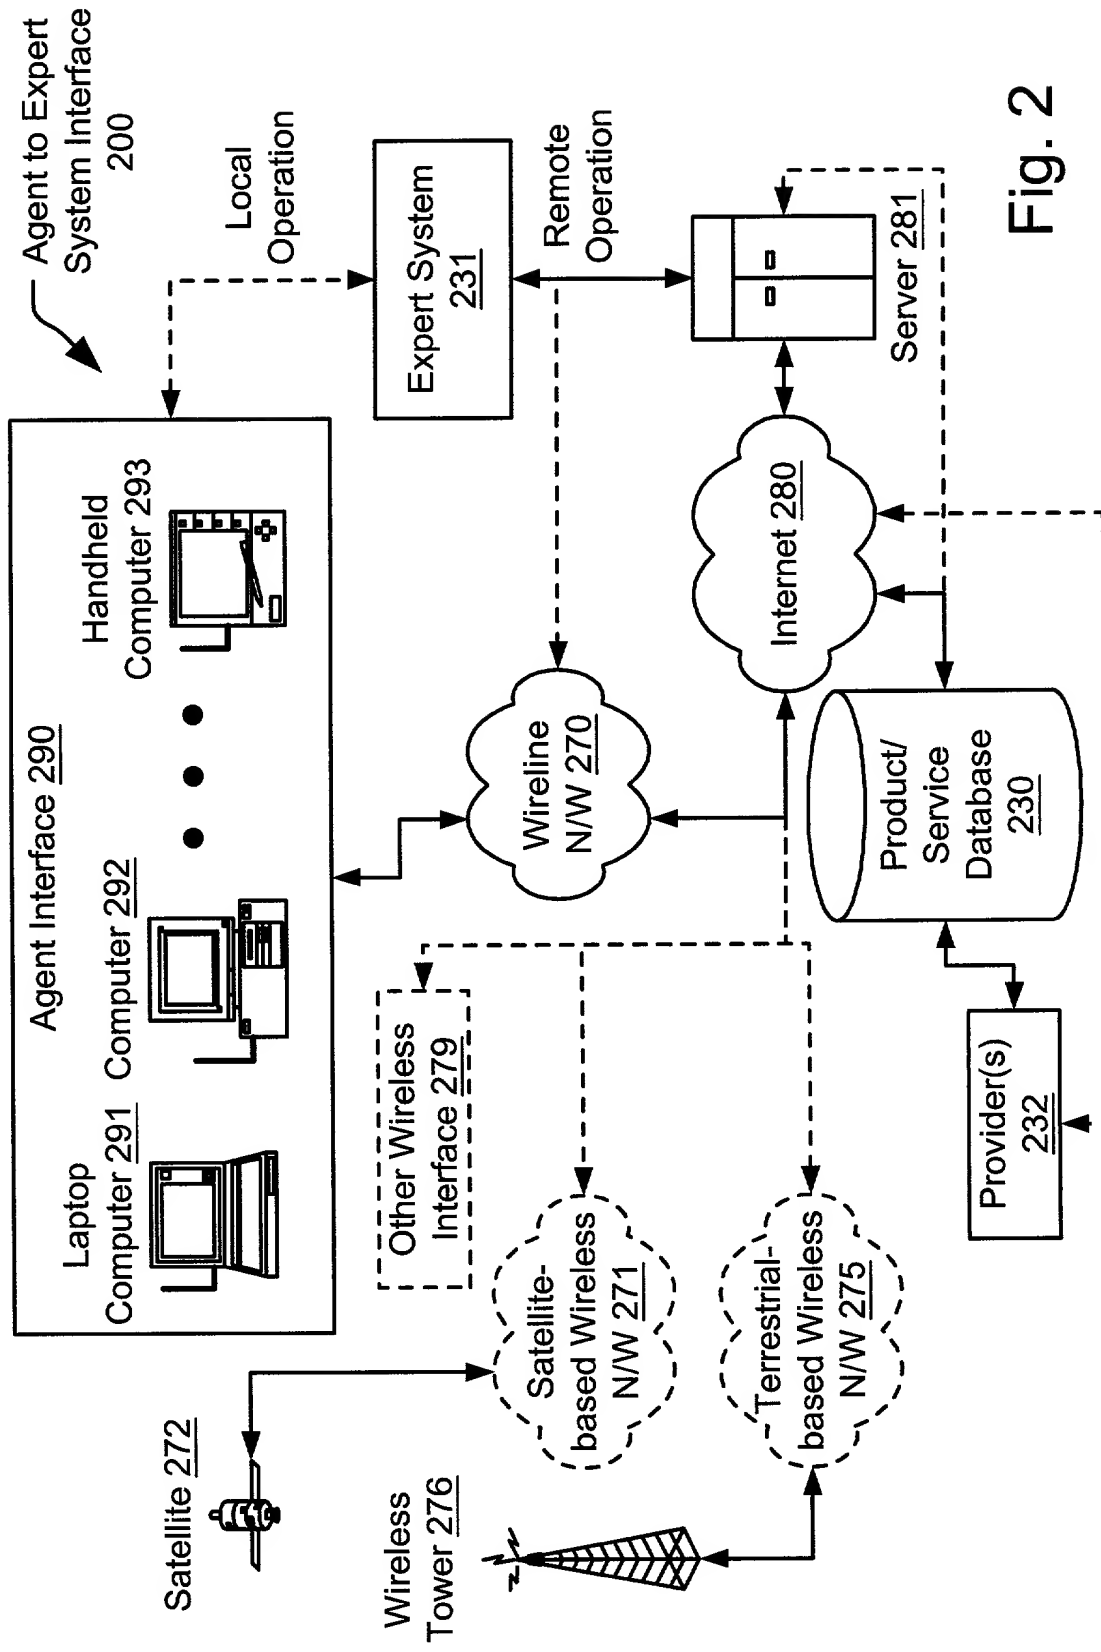 Agent to Expert
System Interface
200
Agent Interface 290
Laptop
Computer 291
Computer 292
Handheld
Computer 293
Local
Operation
Satellite 272
Other Wireless
Interface 279
Expert System
231
Wireless
Tower 276
Satellite-
based Wireless
N/W 271
Wireline
N/W 270
Remote
Operation
Terrestrial-
based Wireless
N/W 275
Internet 280
Server 281
Product/
Service
Database
230
Provider(s)
232
Fig. 2